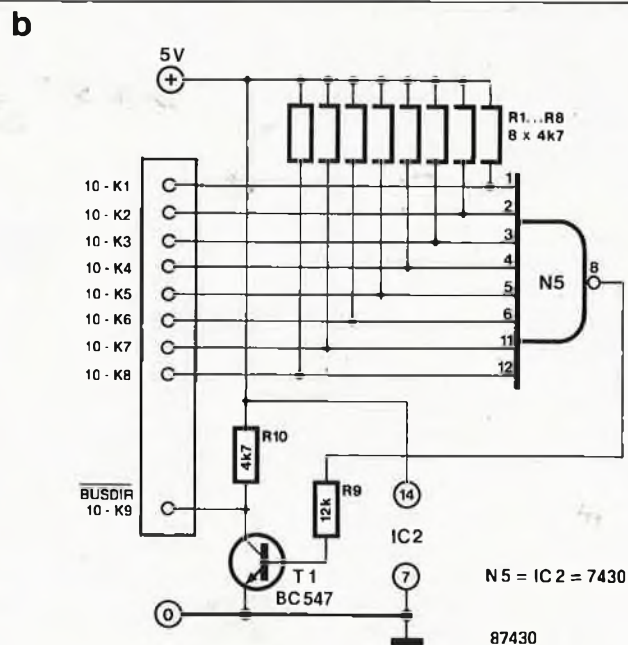 b
5V
+
R1...R8
8 x 4k7
10 - K1
10 - K2
10 - K3
10 - K4
10 - K5
10 - K6
10 - K7
10 - K8
1
2
3
4
5
6
11
12
N5
8
R10
4k7
BUSDIR
10 - K9
R9
12k
14
IC2
7
T1
BC547
0
N5 = IC2 = 7430
87430